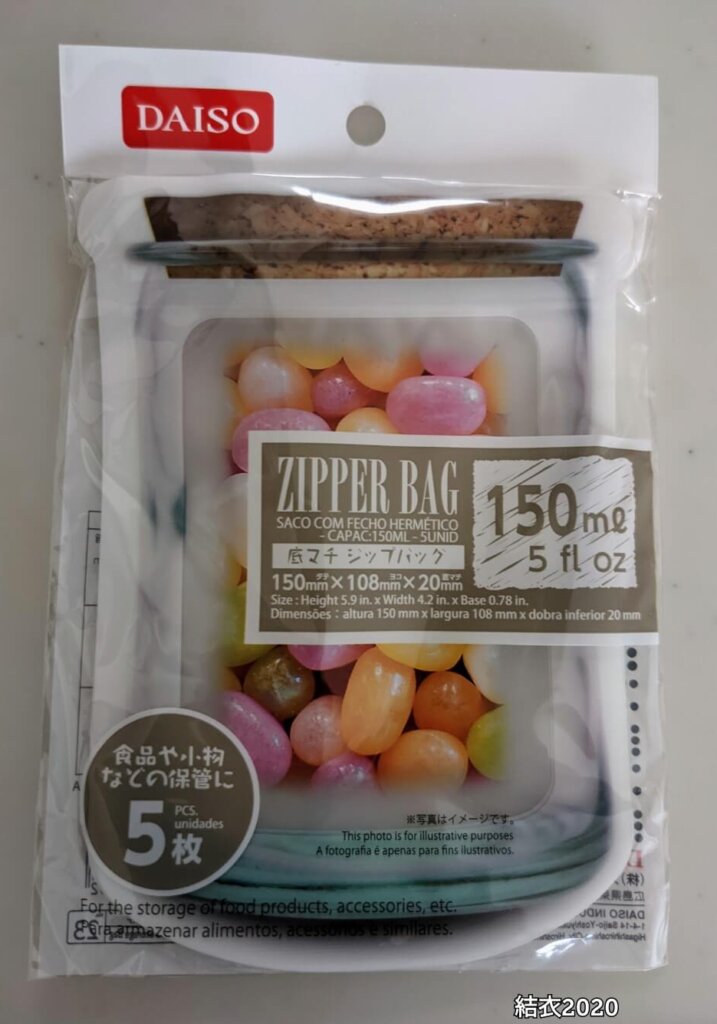 DAISO
ZIPPER BAG
SACO COM FECHO HERMÉTICO
- CAPAC:150ML - 5UNID
底マチ ジップバッグ
タテ ヨコ 底マチ
150mm×108mm×20mm
Size : Height 5.9 in. x Width 4.2 in. x Base 0.78 in.
Dimensões : altura 150 mm x largura 108 mm x dobra inferior 20 mm
150ml
5 fl oz
食品や小物
などの保管に
5 PCS.
unidades
枚
※写真はイメージです。
This photo is for illustrative purposes
A fotografia é apenas para fins ilustrativos.
For the storage of food products, accessories, etc.
Para armazenar alimentos, acessórios e similares.
結衣2020